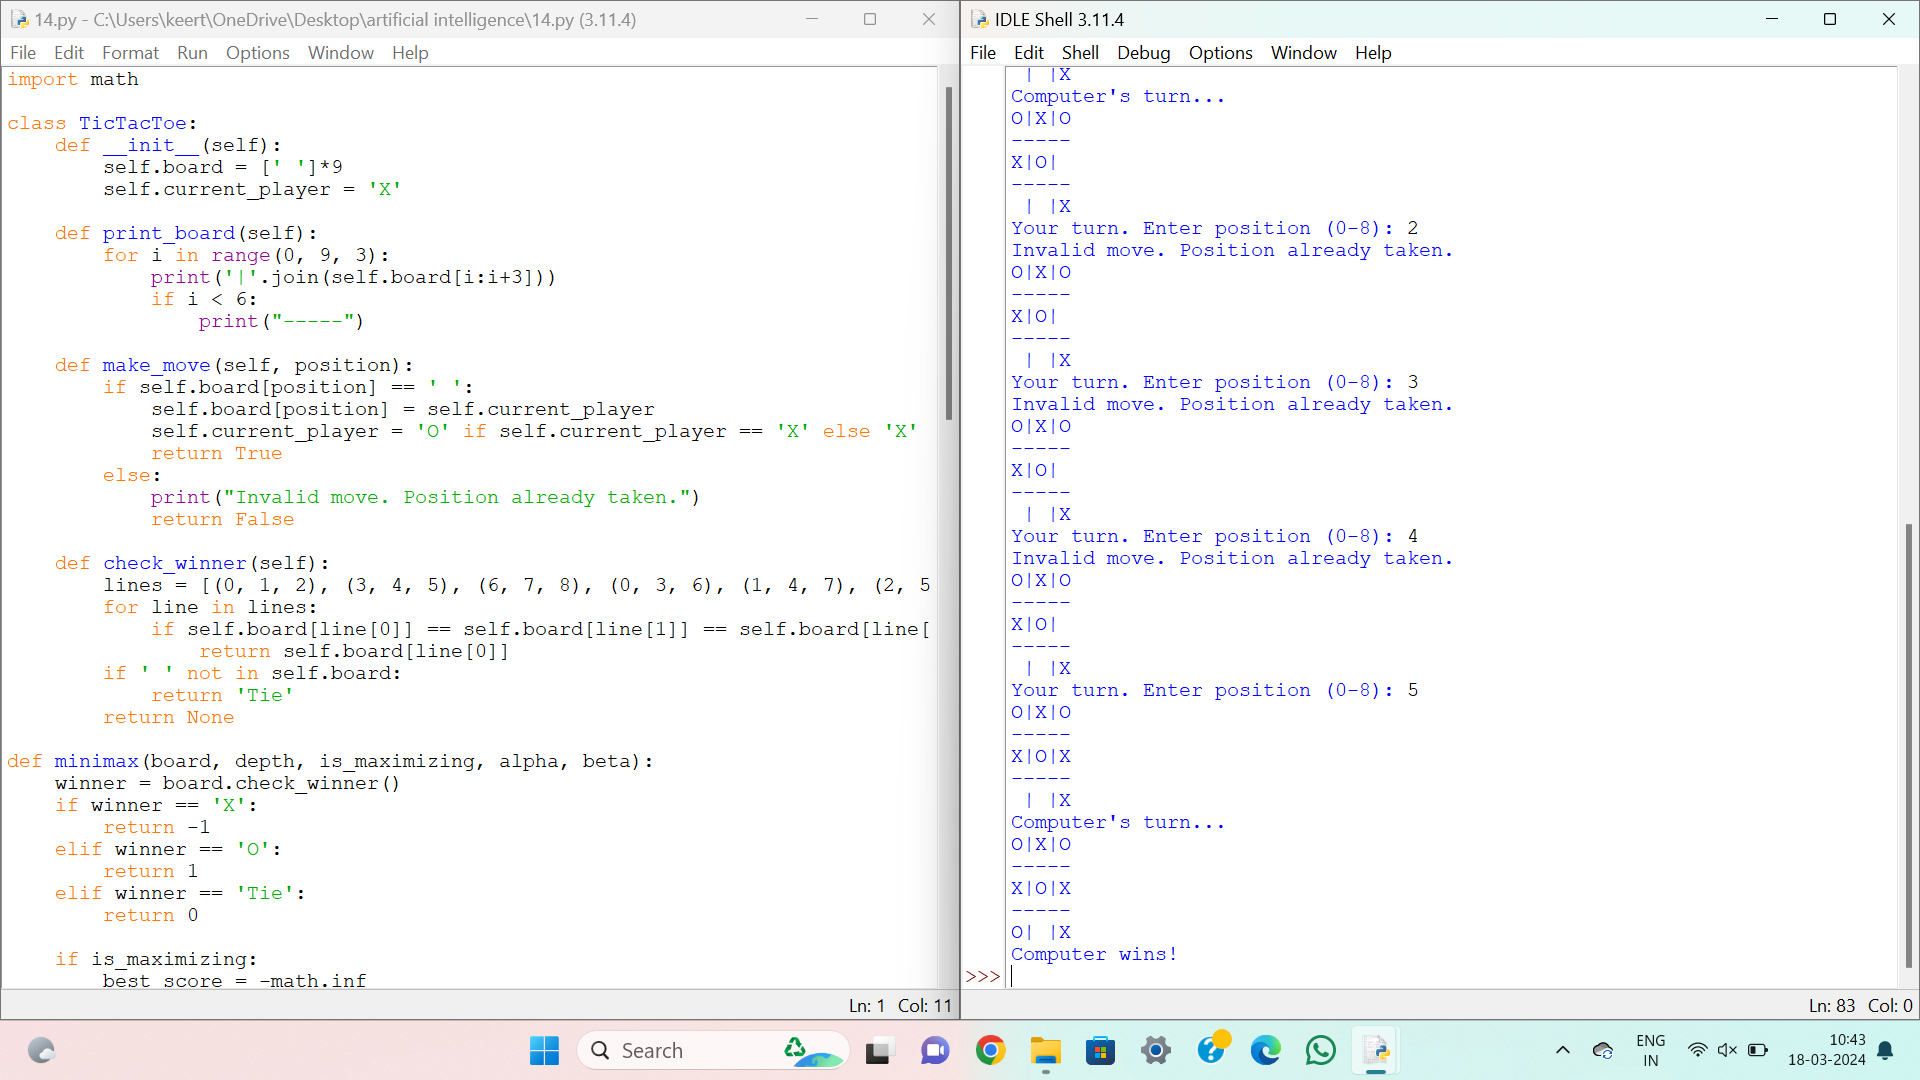 14.py - C:\Users\keert\OneDrive\Desktop\artificial intelligence\14.py (3.11.4)
File Edit Format Run Options Window Help
import math

class TicTacToe:
    def __init__(self):
        self.board = [' ']*9
        self.current_player = 'X'

    def print_board(self):
        for i in range(0, 9, 3):
            print('|'.join(self.board[i:i+3]))
            if i < 6:
                print("-----")

    def make_move(self, position):
        if self.board[position] == ' ':
            self.board[position] = self.current_player
            self.current_player = 'O' if self.current_player == 'X' else 'X'
            return True
        else:
            print("Invalid move. Position already taken.")
            return False

    def check_winner(self):
        lines = [(0, 1, 2), (3, 4, 5), (6, 7, 8), (0, 3, 6), (1, 4, 7), (2, 5
        for line in lines:
            if self.board[line[0]] == self.board[line[1]] == self.board[line[
                return self.board[line[0]]
        if ' ' not in self.board:
            return 'Tie'
        return None

def minimax(board, depth, is_maximizing, alpha, beta):
    winner = board.check_winner()
    if winner == 'X':
        return -1
    elif winner == 'O':
        return 1
    elif winner == 'Tie':
        return 0

    if is_maximizing:
        best_score = -math.inf
Ln: 1 Col: 11
IDLE Shell 3.11.4
File Edit Shell Debug Options Window Help
 | |X
Computer's turn...
O|X|O
-----
X|O| 
-----
 | |X
Your turn. Enter position (0-8): 2
Invalid move. Position already taken.
O|X|O
-----
X|O| 
-----
 | |X
Your turn. Enter position (0-8): 3
Invalid move. Position already taken.
O|X|O
-----
X|O| 
-----
 | |X
Your turn. Enter position (0-8): 4
Invalid move. Position already taken.
O|X|O
-----
X|O| 
-----
 | |X
Your turn. Enter position (0-8): 5
O|X|O
-----
X|O|X
-----
 | |X
Computer's turn...
O|X|O
-----
X|O|X
-----
O| |X
Computer wins!
>>>
Ln: 83 Col: 0
Search
ENG
IN
10:43
18-03-2024